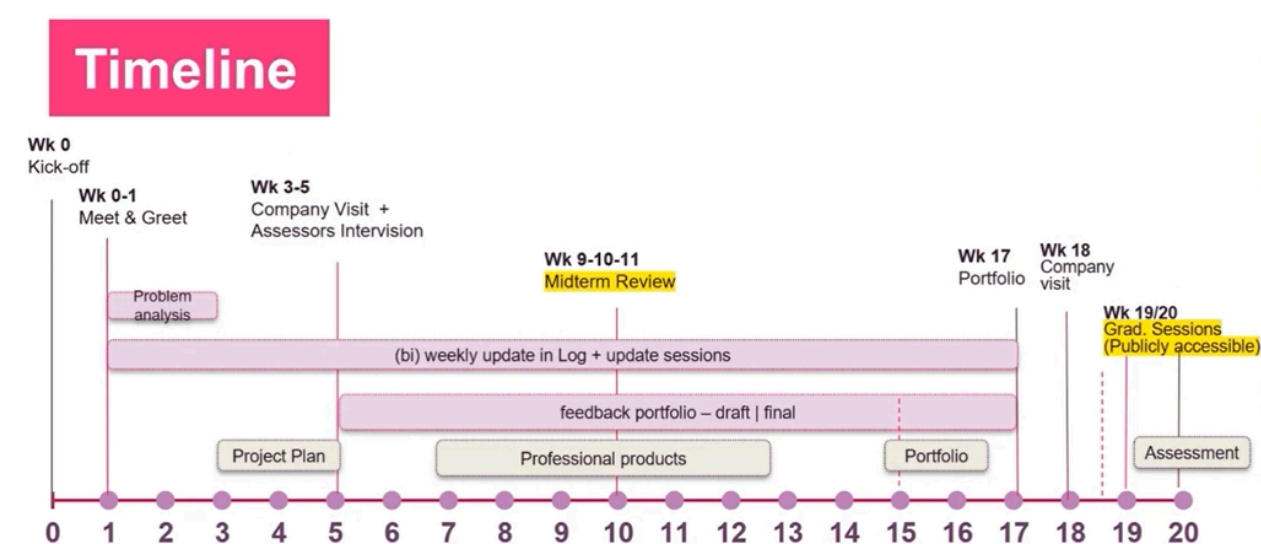 Timeline
Wk 0
Kick-off
Wk 0-1
Meet & Greet
Wk 3-5
Company Visit +
Assessors Intervision
Wk 9-10-11
Midterm Review
Wk 17
Portfolio
Wk 18
Company
visit
Wk 19/20
Grad. Sessions
(Publicly accessible)
Problem
analysis
(bi) weekly update in Log + update sessions
feedback portfolio – draft | final
Project Plan
Professional products
Portfolio
Assessment
0 1 2 3 4 5 6 7 8 9 10 11 12 13 14 15 16 17 18 19 20